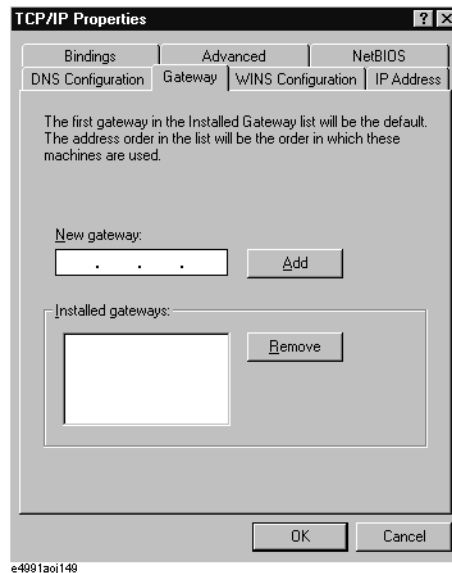 TCP/IP Properties
Bindings Advanced NetBIOS
DNS Configuration Gateway WINS Configuration IP Address
The first gateway in the Installed Gateway list will be the default.
The address order in the list will be the order in which these
machines are used.
New gateway:
. . . Add
Installed gateways:
Remove
OK Cancel
e4991aoj149